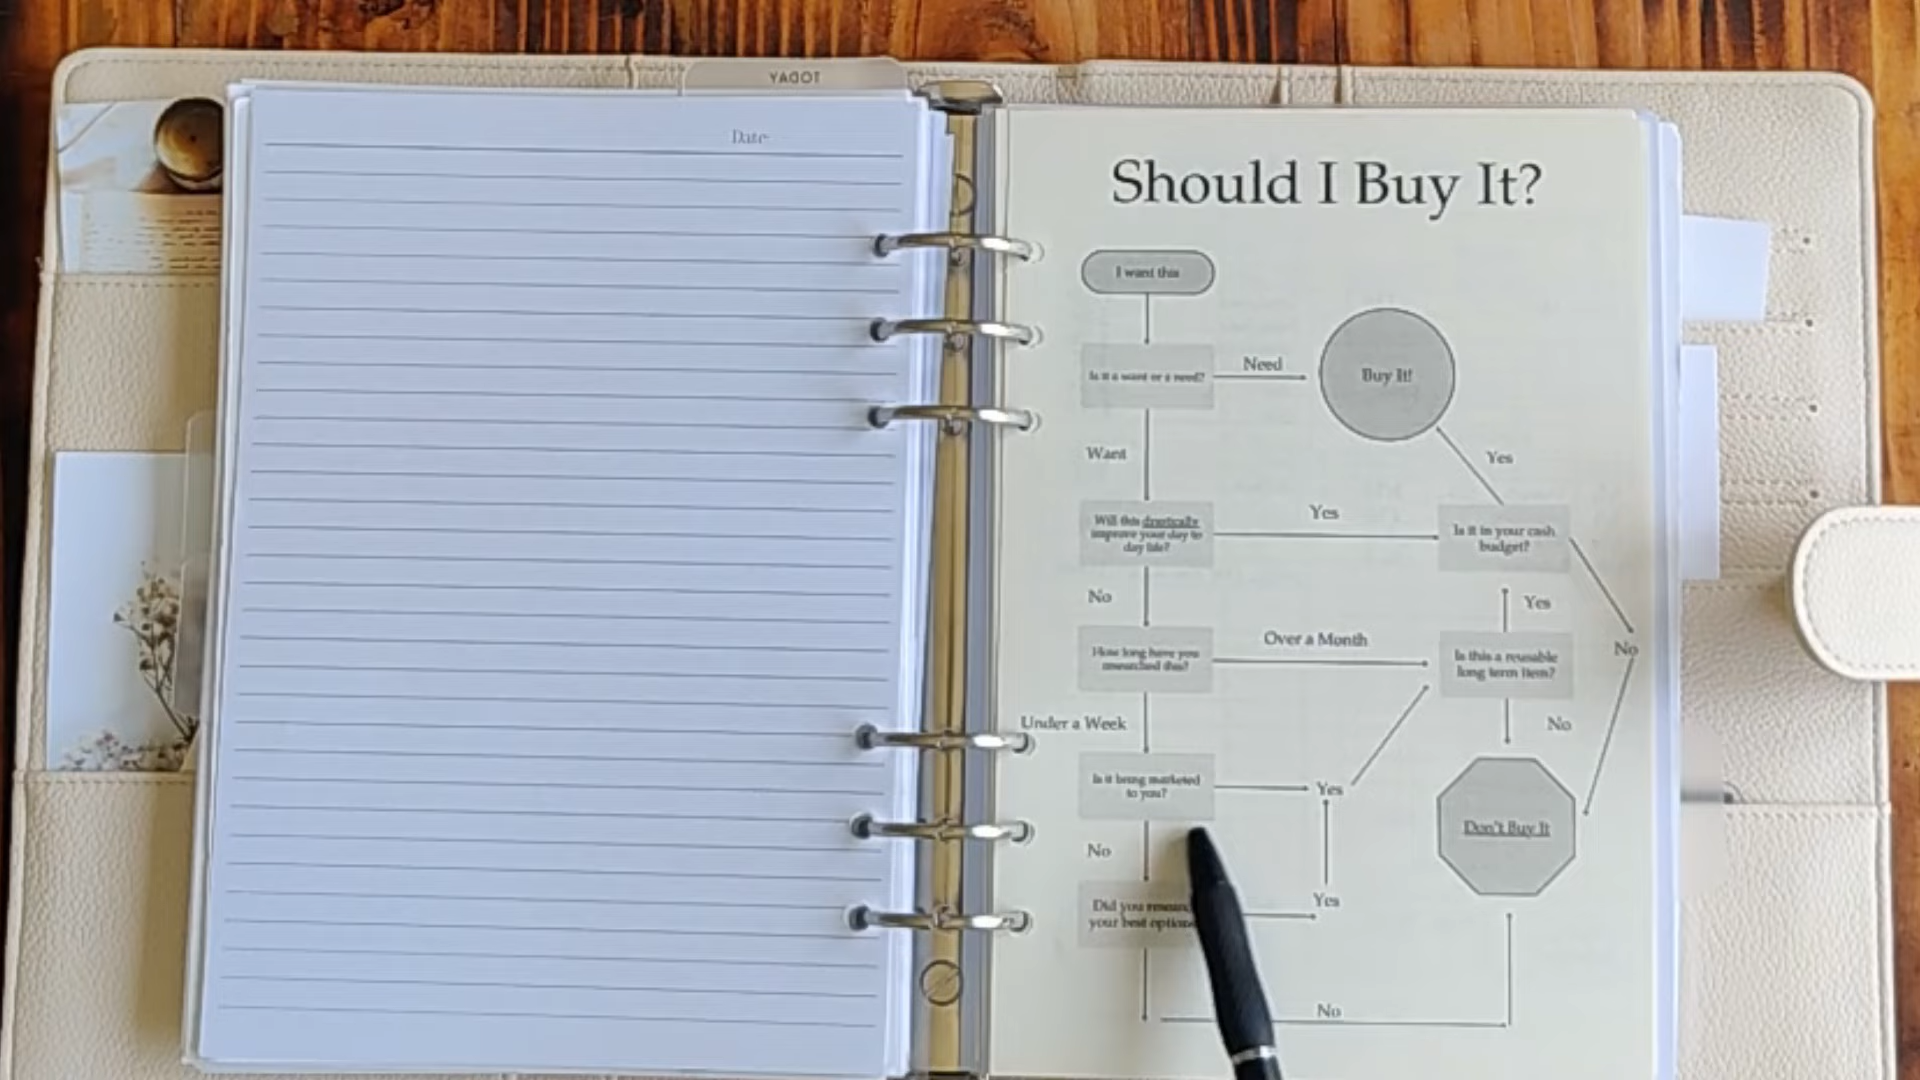 TODAY
Date
Should I Buy It?
I want this
Is it a want or a need?
Need
Buy It!
Want
Yes
Will this drastically
improve your day to
day life?
Yes
Is it in your cash
budget?
No
Yes
How long have you
researched this?
Over a Month
Is this a reusable
long term item?
No
Under a Week
No
Is it being marketed
to you?
Yes
Don't Buy It
No
Did you
your best option
Yes
No